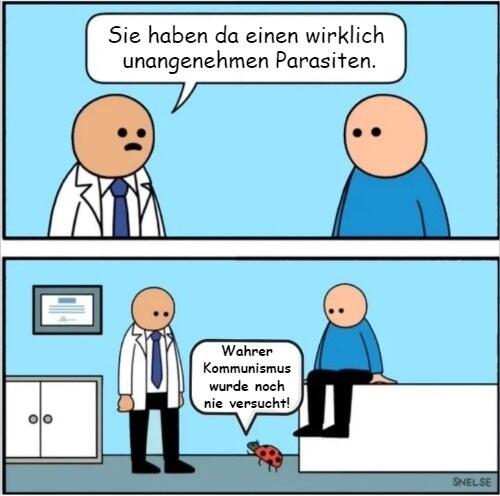 Sie haben da einen wirklich
unangenehmen Parasiten.
Wahrer
Kommunismus
wurde noch
nie versucht!
SNELSE